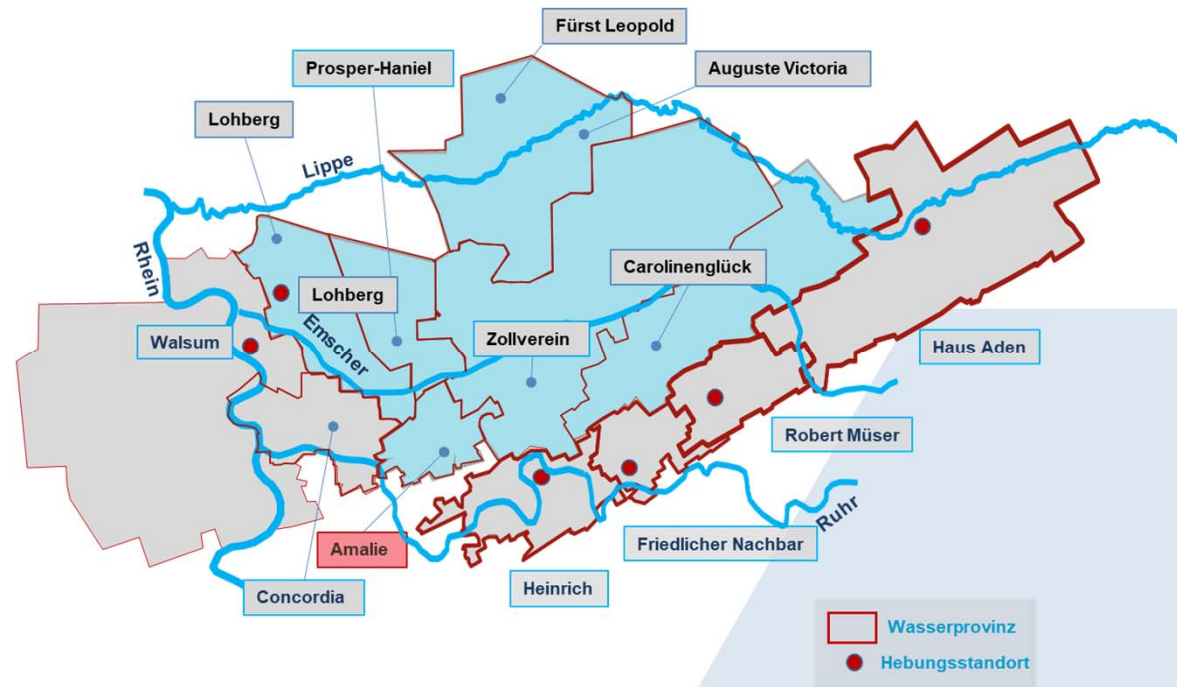 Fürst Leopold
Prosper-Haniel
Auguste Victoria
Lohberg
Lippe
Rhein
Carolinenglück
Lohberg
Emscher
Walsum
Zollverein
Haus Aden
Robert Müser
Ruhr
Amalie
Friedlicher Nachbar
Heinrich
Concordia
Wasserprovinz
Hebungsstandort